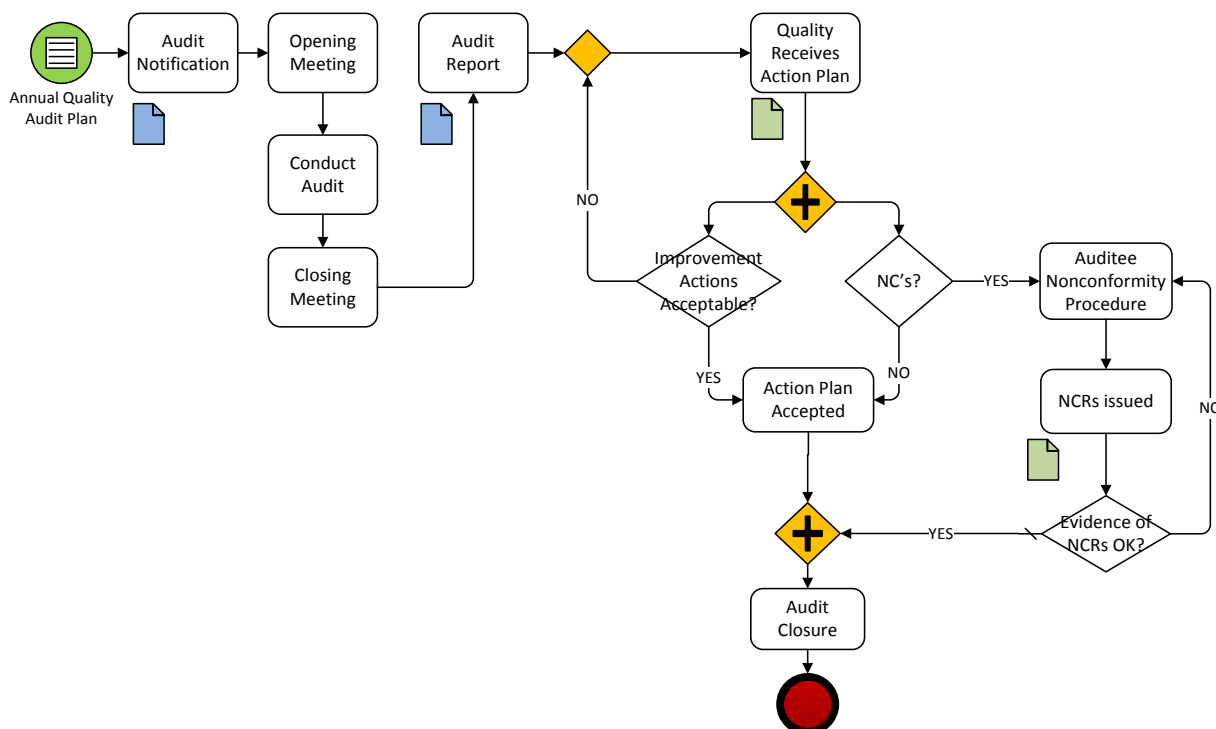 Annual Quality
Audit Plan
Audit
Notification
Opening
Meeting
Conduct
Audit
Closing
Meeting
Audit
Report
Quality
Receives
Action Plan
NO
Improvement
Actions
Acceptable?
NC's?
YES
Auditee
Nonconformity
Procedure
YES
NO
Action Plan
Accepted
NCRs issued
NO
Evidence of
NCRs OK?
YES
Audit
Closure